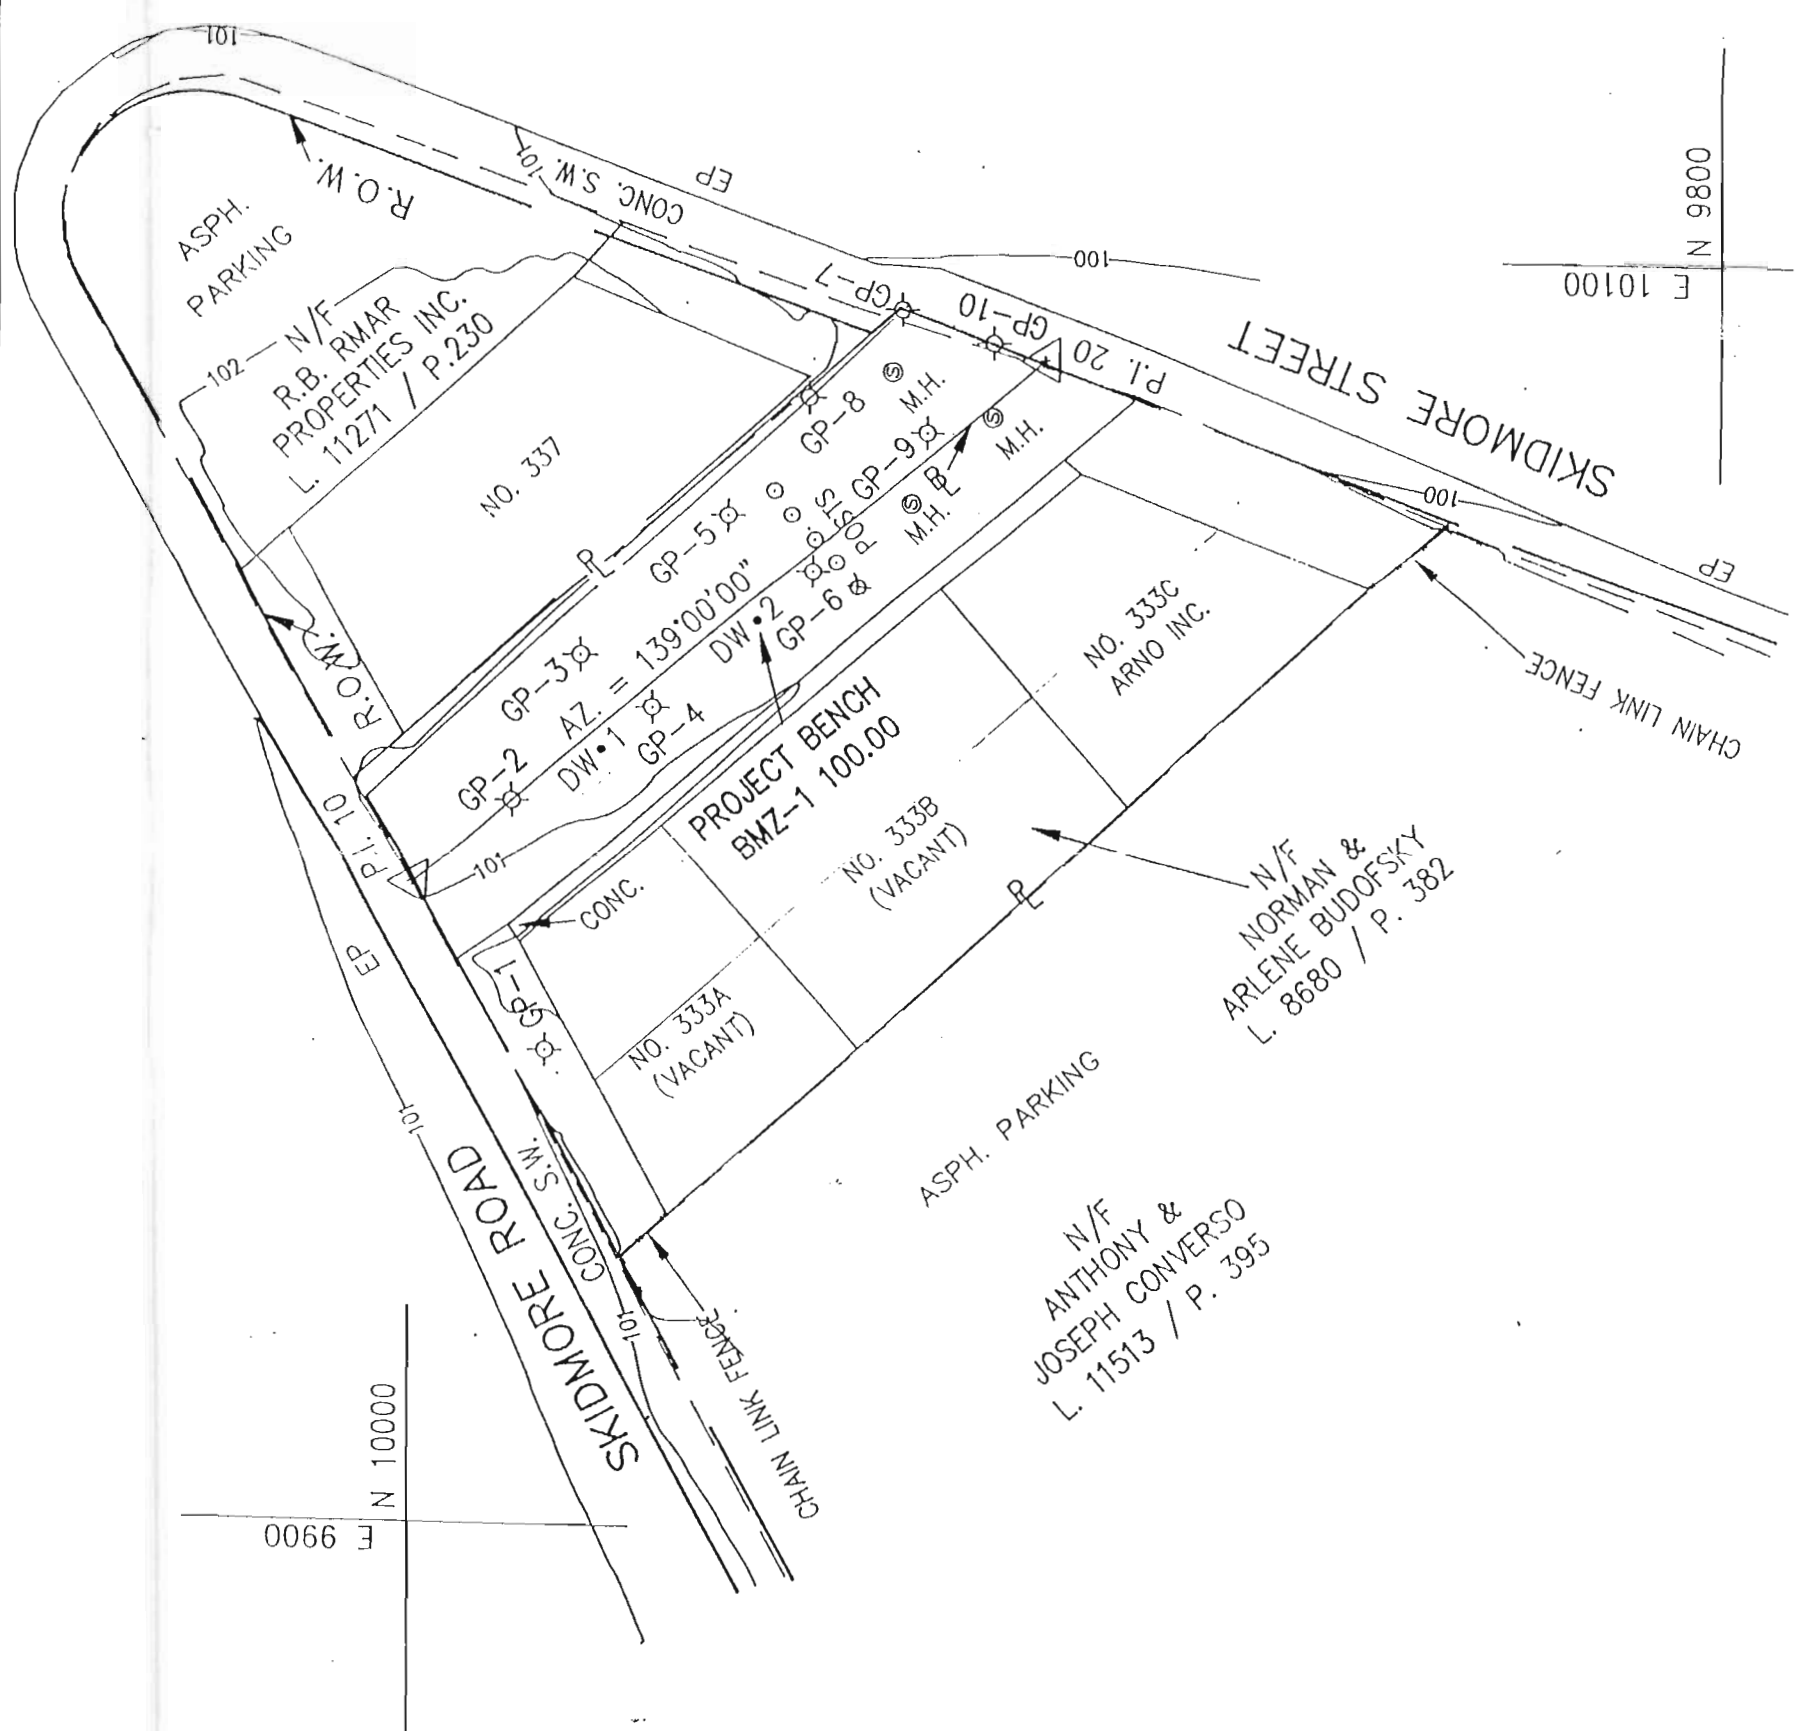 101
R.O.W.
ASPH.
PARKING
102
N/F
R.B. RMAR
PROPERTIES INC.
L. 11271 / P.230
NO. 337
101
CONC. S.W.
EP
100
N 9800
E 10100
SKIDMORE STREET
GP-7
GP-10
P.I. 20
GP-8
M.H.
GP-9
M.H.
M.H.
PL
POSTS
GP-5
GP-6
DW 2
AZ. = 139°00'00"
GP-3
GP-2
DW 1
GP-4
PL
R.O.W.
P.I. 10
101
PROJECT BENCH
BMZ-1 100.00
CONC.
GP-1
EP
NO. 333A
(VACANT)
NO. 333B
(VACANT)
NO. 333C
ARNO INC.
100
EP
CHAIN LINK FENCE
PL
N/F
NORMAN &
ARLENE BUDOFSKY
L. 8680 / P. 382
ASPH. PARKING
N/F
ANTHONY &
JOSEPH CONVERSO
L. 11513 / P. 395
101
SKIDMORE ROAD
CONC. S.W.
101
CHAIN LINK FENCE
N 10000
E 9900